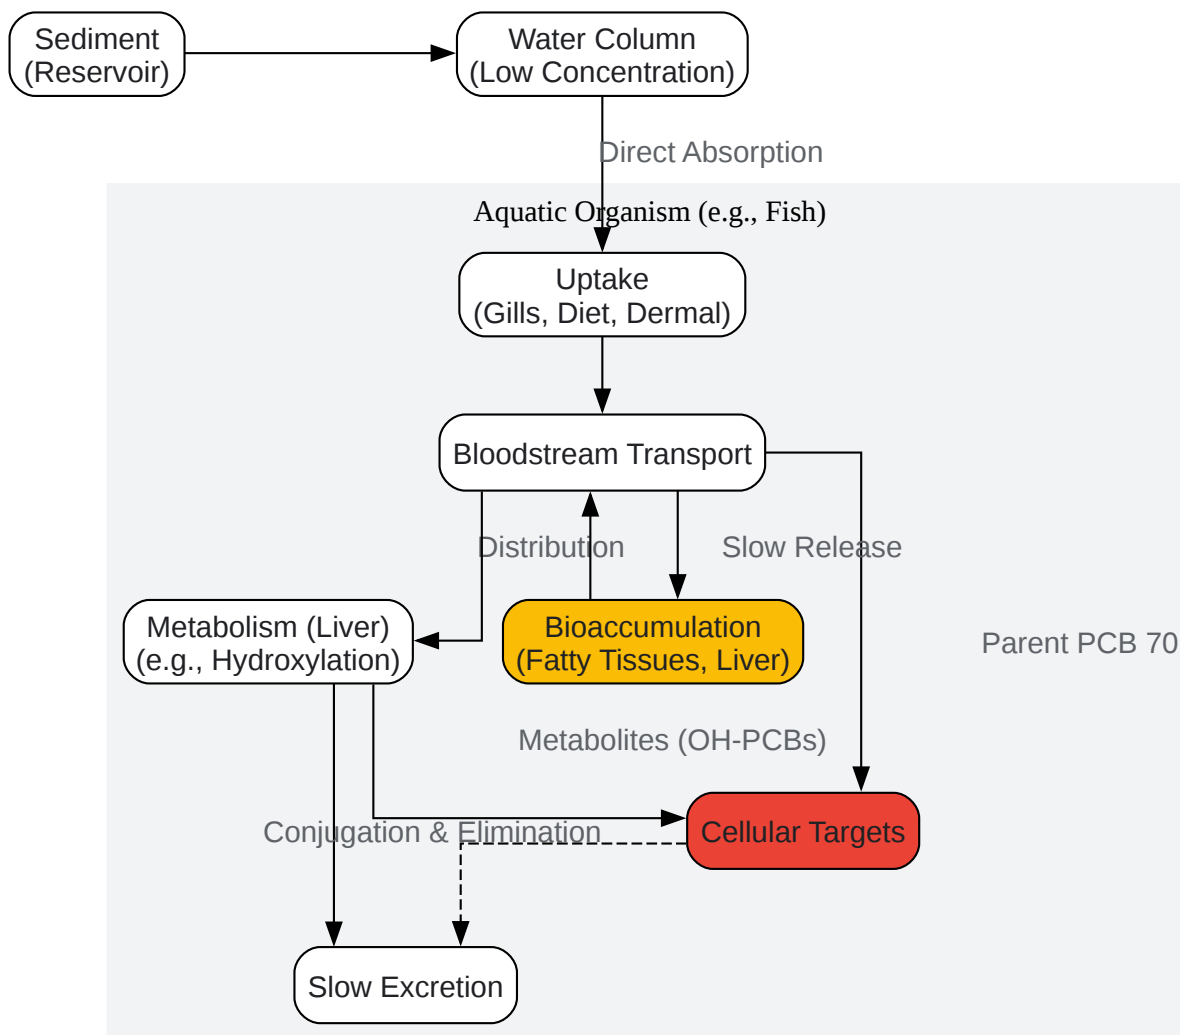 Sediment
(Reservoir)
Water Column
(Low Concentration)
Direct Absorption
Aquatic Organism (e.g., Fish)
Uptake
(Gills, Diet, Dermal)
Bloodstream Transport
Distribution
Slow Release
Metabolism (Liver)
(e.g., Hydroxylation)
Bioaccumulation
(Fatty Tissues, Liver)
Parent PCB 70
Metabolites (OH-PCBs)
Conjugation & Elimination
Cellular Targets
Slow Excretion